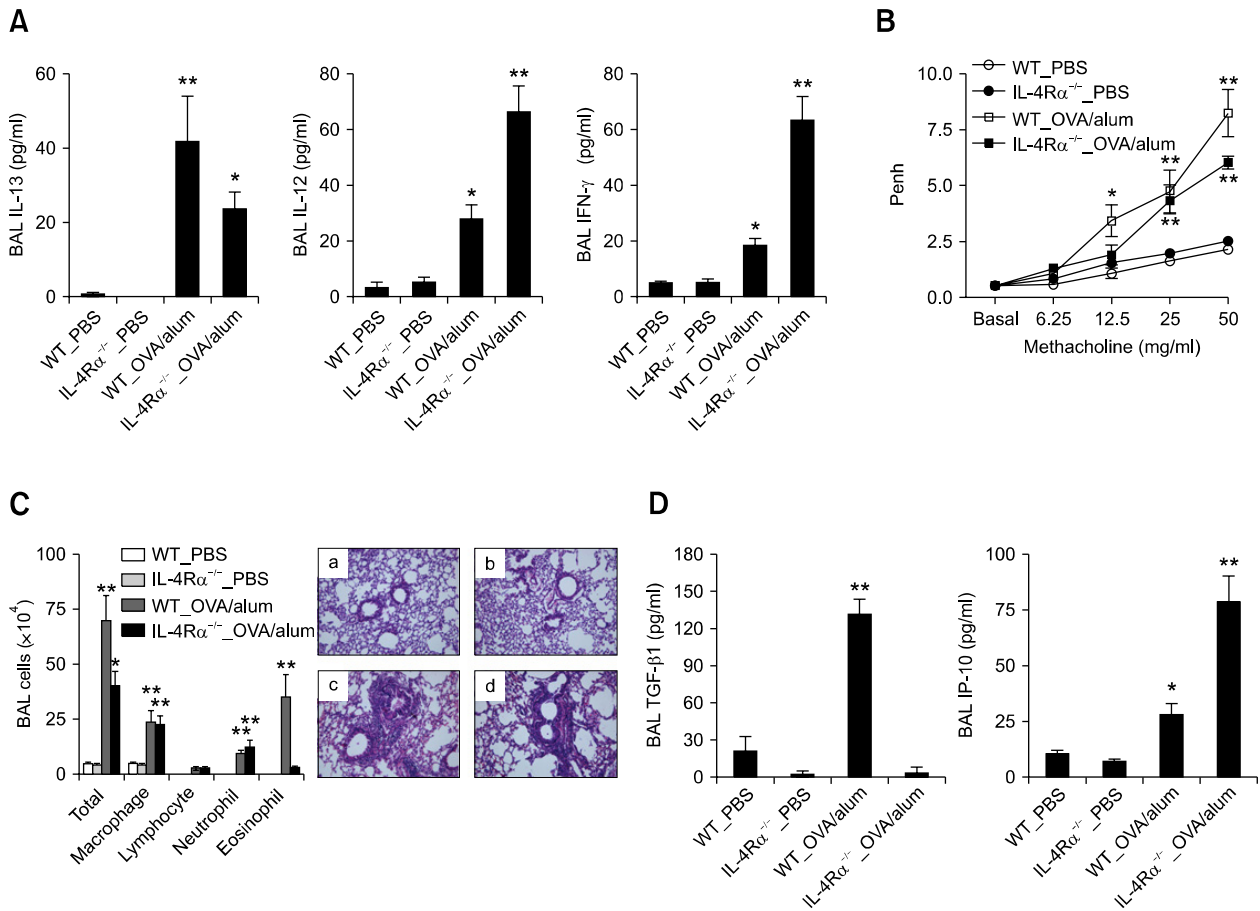 A
BAL IL-13 (pg/ml)
60
40
20
0
**
*
WT_PBS
IL-4Rα⁻/⁻_PBS
WT_OVA/alum
IL-4Rα⁻/⁻_OVA/alum
BAL IL-12 (pg/ml)
80
60
40
20
0
*
**
WT_PBS
IL-4Rα⁻/⁻_PBS
WT_OVA/alum
IL-4Rα⁻/⁻_OVA/alum
BAL IFN-γ (pg/ml)
80
60
40
20
0
*
**
WT_PBS
IL-4Rα⁻/⁻_PBS
WT_OVA/alum
IL-4Rα⁻/⁻_OVA/alum
B
Penh
10.0
7.5
5.0
2.5
0.0
WT_PBS
IL-4Rα⁻/⁻_PBS
WT_OVA/alum
IL-4Rα⁻/⁻_OVA/alum
*
**
**
**
**
Basal 6.25 12.5 25 50
Methacholine (mg/ml)
C
BAL cells (×10⁴)
100
75
50
25
0
WT_PBS
IL-4Rα⁻/⁻_PBS
WT_OVA/alum
IL-4Rα⁻/⁻_OVA/alum
**
*
**
**
**
**
**
Total
Macrophage
Lymphocyte
Neutrophil
Eosinophil
a
b
c
d
D
BAL TGF-β1 (pg/ml)
180
150
120
90
60
30
0
**
WT_PBS
IL-4Rα⁻/⁻_PBS
WT_OVA/alum
IL-4Rα⁻/⁻_OVA/alum
BAL IP-10 (pg/ml)
100
75
50
25
0
*
**
WT_PBS
IL-4Rα⁻/⁻_PBS
WT_OVA/alum
IL-4Rα⁻/⁻_OVA/alum